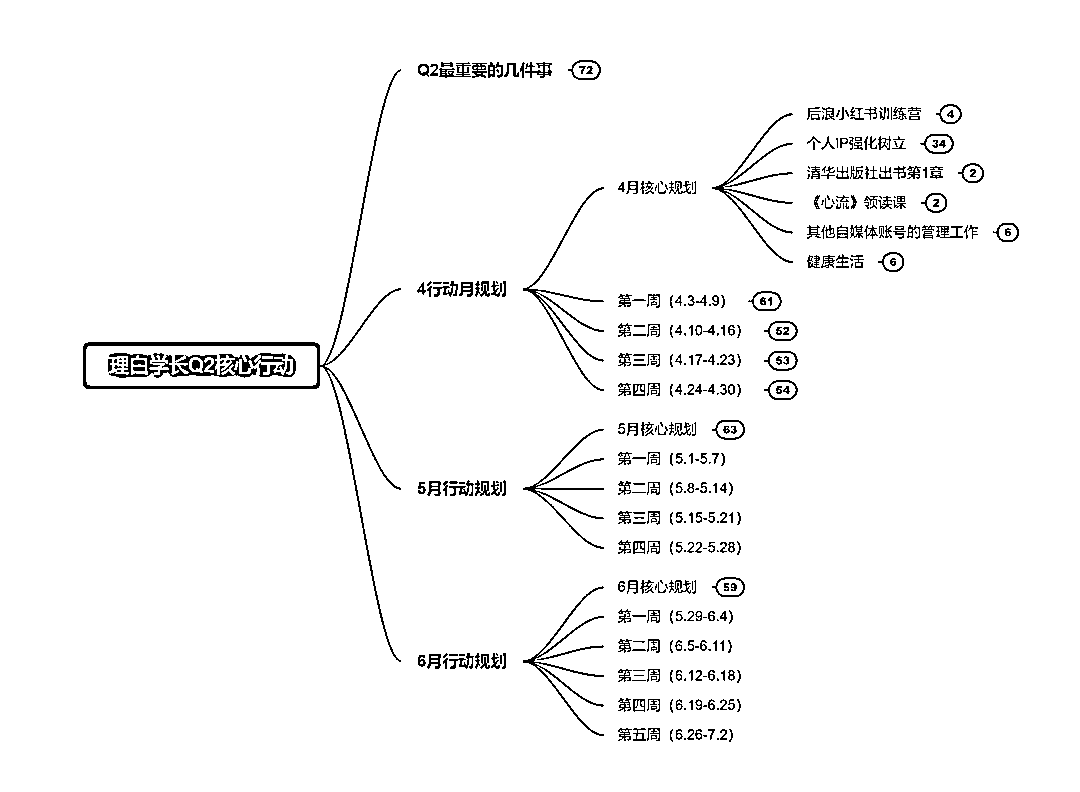 理白学长Q2核心行动
Q2最重要的几件事 72
4行动月规划
4月核心规划
后浪小红书训练营 4
个人IP强化树立 34
清华出版社出书第1章 2
《心流》领读课 2
其他自媒体账号的管理工作 6
健康生活 6
第一周（4.3-4.9） 61
第二周（4.10-4.16） 52
第三周（4.17-4.23） 53
第四周（4.24-4.30） 54
5月行动规划
5月核心规划 63
第一周（5.1-5.7）
第二周（5.8-5.14）
第三周（5.15-5.21）
第四周（5.22-5.28）
6月行动规划
6月核心规划 59
第一周（5.29-6.4）
第二周（6.5-6.11）
第三周（6.12-6.18）
第四周（6.19-6.25）
第五周（6.26-7.2）